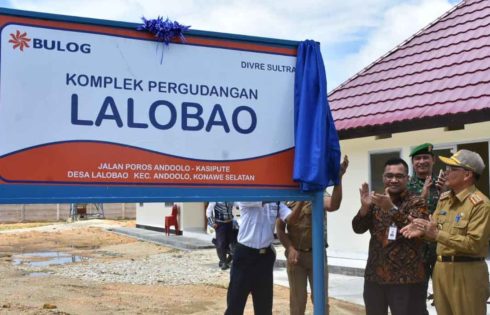 BULOG
DIVRE SULTRA
KOMPLEK PERGUDANGAN
LALOBAO
JALAN POROS ANDOOLO - KASIPUTE
DESA LALOBAO KEC. ANDOOLO, KONAWE SELATAN